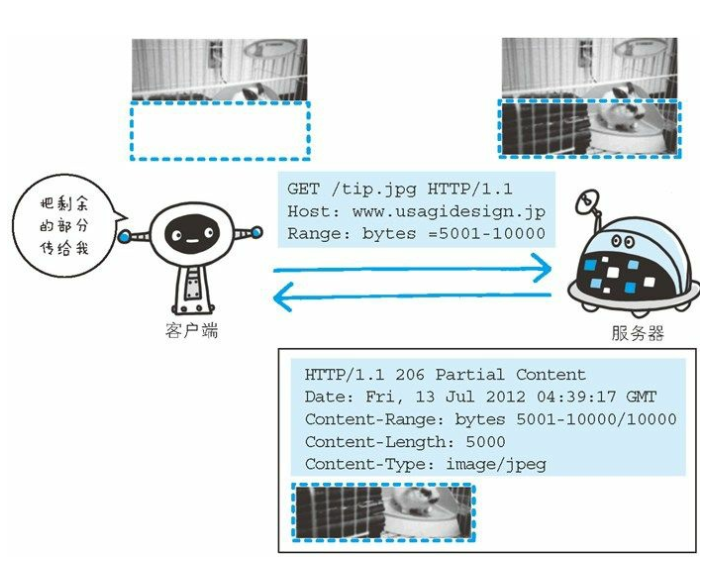 把剩余
的部分
传给我
GET /tip.jpg HTTP/1.1
Host: www.usagidesign.jp
Range: bytes =5001-10000
客户端
服务器
HTTP/1.1 206 Partial Content
Date: Fri, 13 Jul 2012 04:39:17 GMT
Content-Range: bytes 5001-10000/10000
Content-Length: 5000
Content-Type: image/jpeg